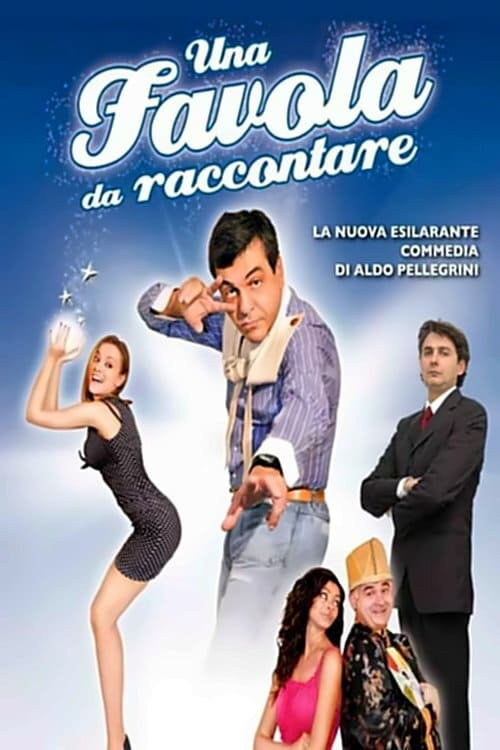 Una
Favola
da raccontare
LA NUOVA ESILARANTE
COMMEDIA
DI ALDO PELLEGRINI